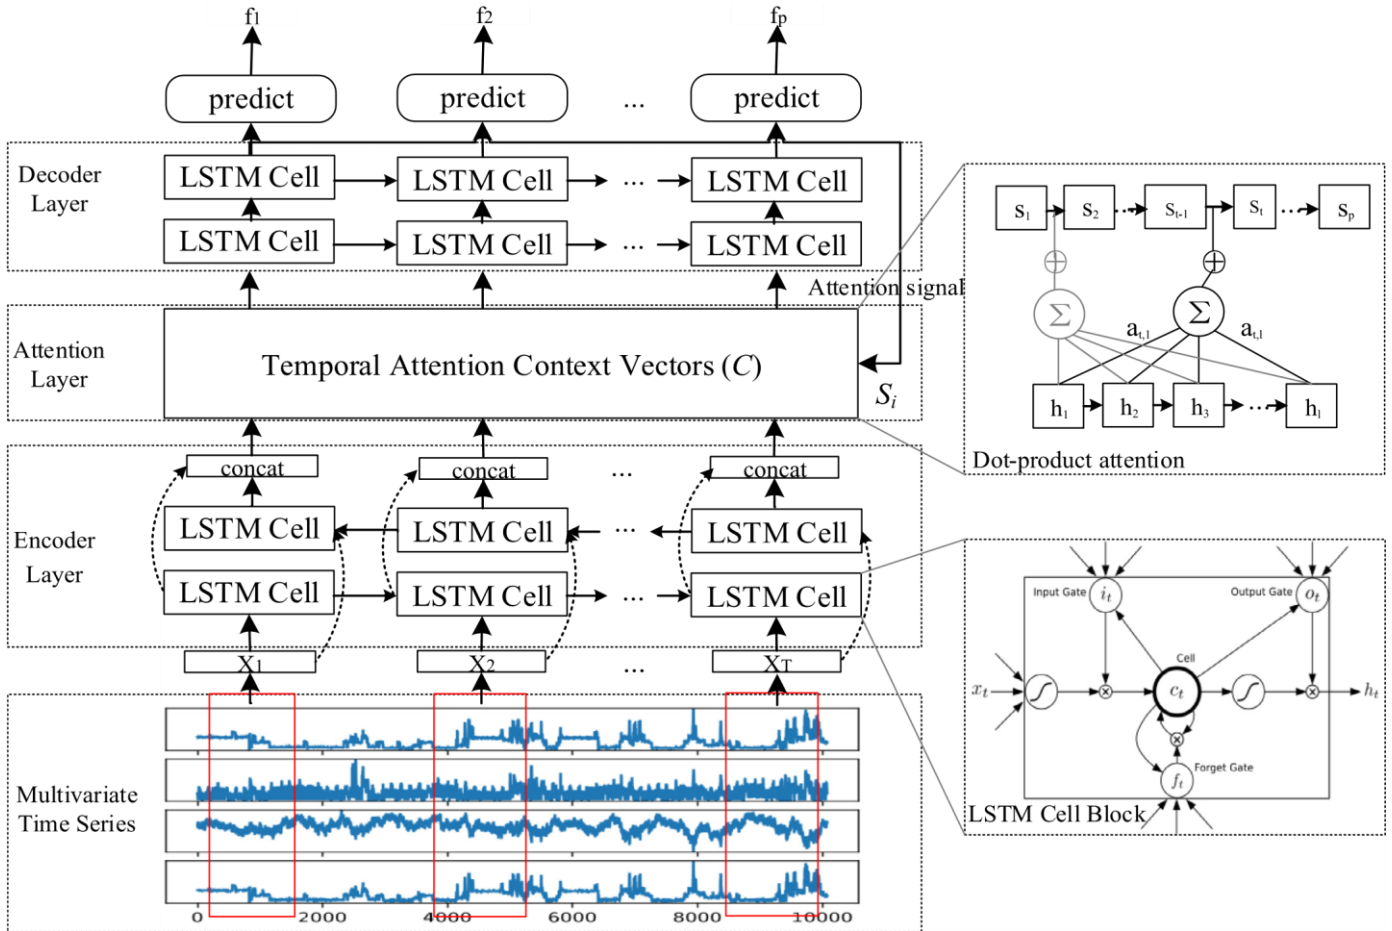 f1 f2 fp
predict predict ... predict
Decoder
Layer
LSTM Cell LSTM Cell ... LSTM Cell
LSTM Cell LSTM Cell ... LSTM Cell
Attention signal
Attention
Layer
Temporal Attention Context Vectors (C)
Si
concat concat ... concat
Encoder
Layer
LSTM Cell LSTM Cell ... LSTM Cell
LSTM Cell LSTM Cell ... LSTM Cell
X1 X2 ... XT
Multivariate
Time Series
0 2000 4000 6000 8000 10000
s1 s2 ... St-1 St ... sp
+ +
Σ Σ
at,1 at,l
h1 h2 h3 ... hl
Dot-product attention
Input Gate it Output Gate ot
Cell
xt ct ht
ft Forget Gate
LSTM Cell Block